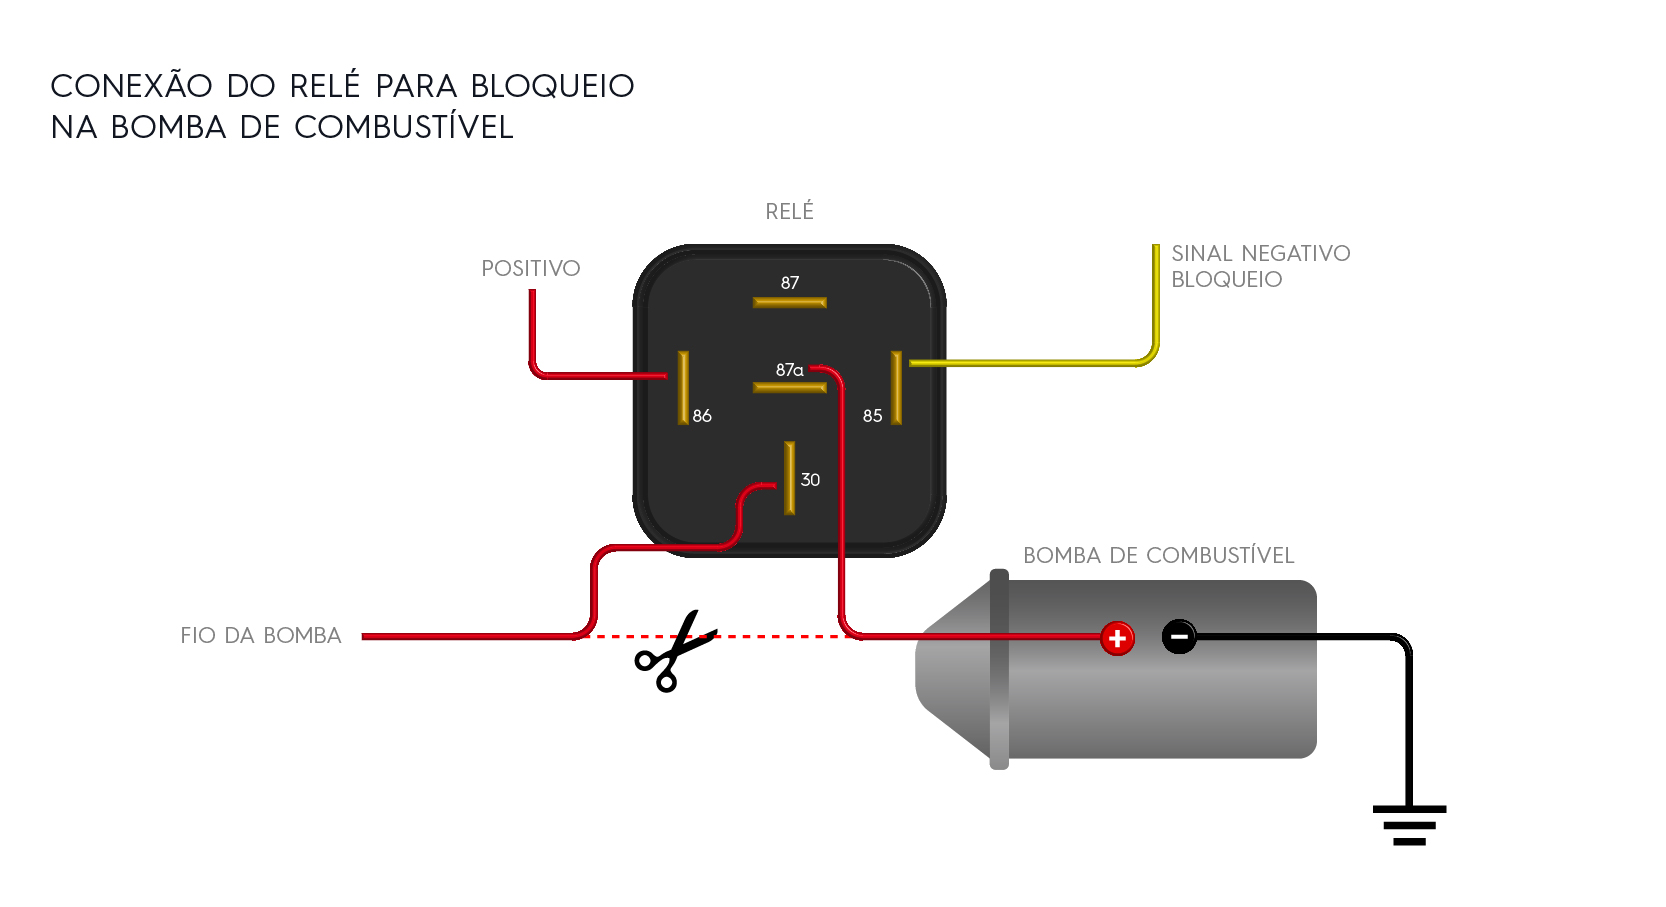 CONEXÃO DO RELÉ PARA BLOQUEIO
NA BOMBA DE COMBUSTÍVEL
RELÉ
POSITIVO
SINAL NEGATIVO
BLOQUEIO
87
87a
86
85
30
BOMBA DE COMBUSTÍVEL
FIO DA BOMBA
+
−